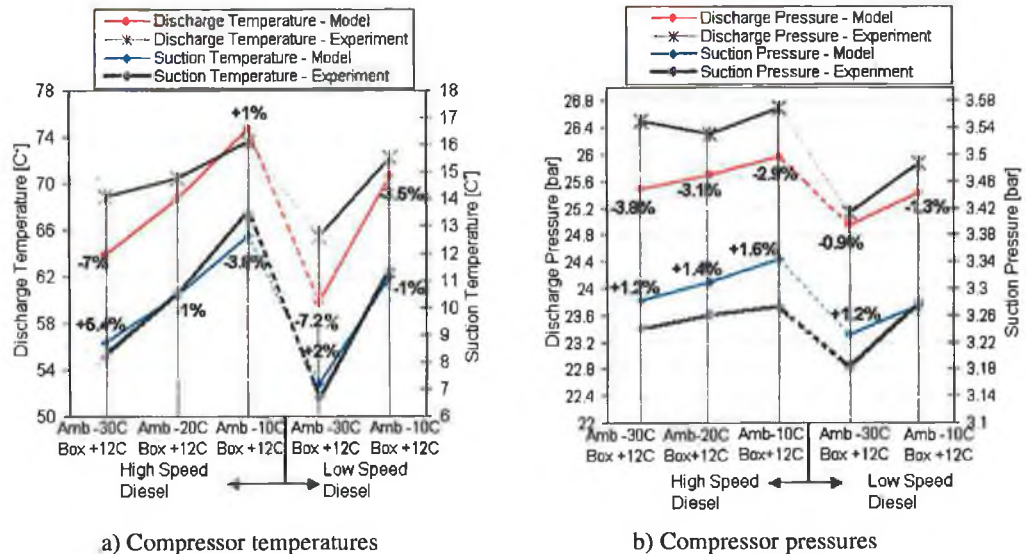 Discharge Temperature - Model
Discharge Temperature - Experiment
Suction Temperature - Model
Suction Temperature - Experiment
Discharge Temperature [C°]
78
74
70
66
62
58
54
50
18
17
16
15
14
13
12
11
10
9
8
7
6
Suction Temperature [C°]
-7%
+1%
-3.5%
+5.4%
-1%
-3.8%
-7.2%
+2%
-1%
Amb -30C Amb-20C Amb -10C Amb -30C Amb -10C
Box +12C Box +12C Box +12C Box +12C Box +12C
High Speed Low Speed
Diesel Diesel
a) Compressor temperatures
Discharge Pressure - Model
Discharge Pressure - Experiment
Suction Pressure - Model
Suction Pressure - Experiment
Discharge Pressure [bar]
26.8
26.4
26
25.6
25.2
24.8
24.4
24
23.6
23.2
22.8
22.4
22
3.58
3.54
3.5
3.46
3.42
3.38
3.34
3.3
3.26
3.22
3.18
3.14
3.1
Suction Pressure [bar]
-3.8%
-3.1%
-2.9%
-0.9%
-1.3%
+1.2%
+1.4%
+1.6%
+1.2%
Amb -30C Amb-20C Amb-10C Amb -30C Amb -10C
Box +12C Box+12C Box +12C Box +12C Box +12C
High Speed Low Speed
Diesel Diesel
b) Compressor pressures